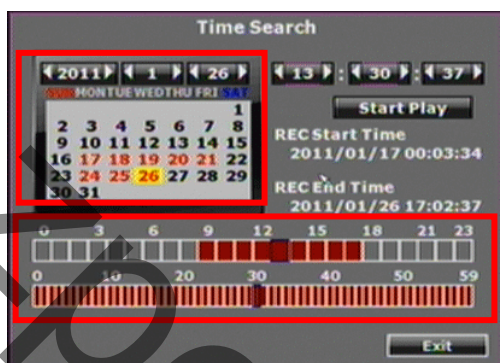 Time Search
2011 1 26 13 : 30 : 37
SUN MON TUE WED THU FRI SAT
1
2 3 4 5 6 7 8
9 10 11 12 13 14 15
16 17 18 19 20 21 22
23 24 25 26 27 28 29
30 31
Start Play
REC Start Time
2011/01/17 00:03:34
REC End Time
2011/01/26 17:02:37
0 3 6 9 12 15 18 21 23
0 10 20 30 40 50 59
Exit